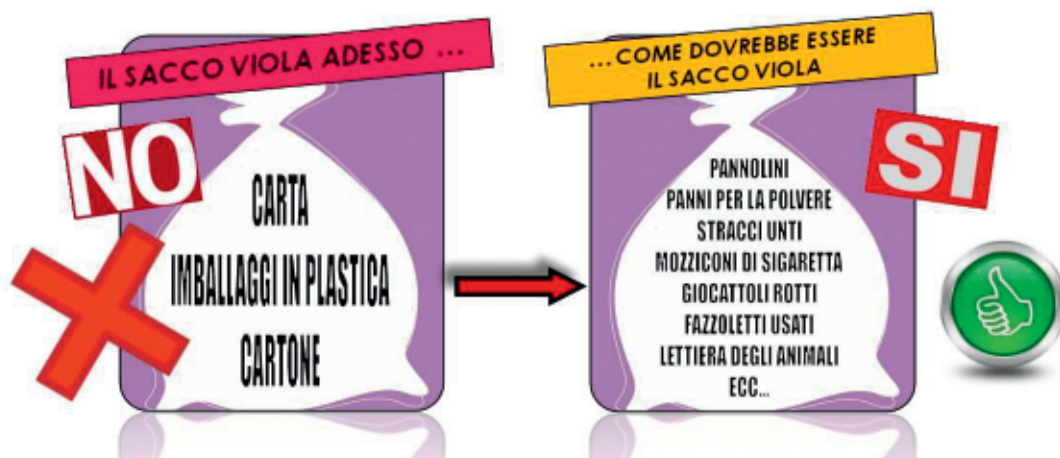 IL SACCO VIOLA ADESSO ...
NO
CARTA
IMBALLAGGI IN PLASTICA
CARTONE
...COME DOVREBBE ESSERE
IL SACCO VIOLA
SI
PANNOLINI
PANNI PER LA POLVERE
STRACCI UNTI
MOZZICONI DI SIGARETTA
GIOCATTOLI ROTTI
FAZZOLETTI USATI
LETTIERA DEGLI ANIMALI
ECC...